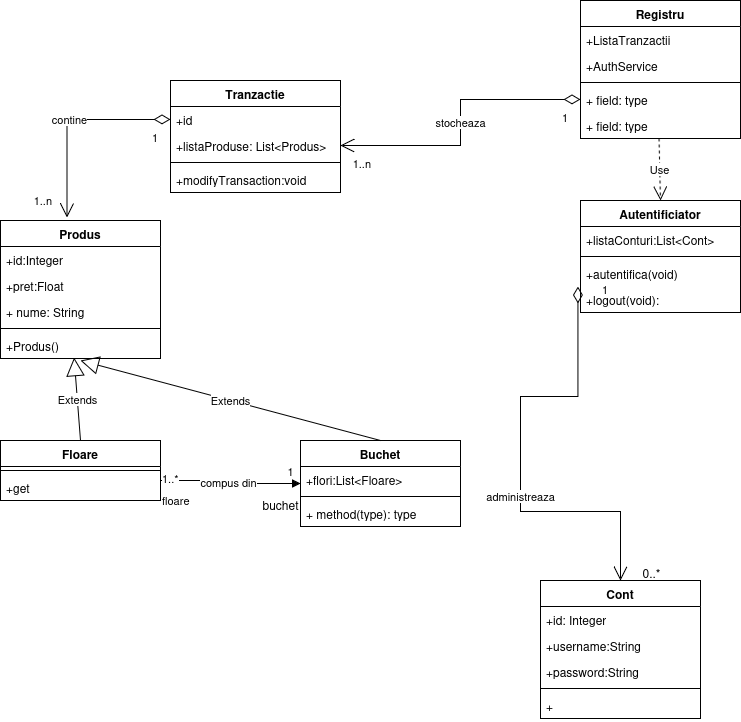 Registru
+ListaTranzactii
+AuthService
+ field: type
+ field: type
Tranzactie
+id
+listaProduse: List<Produs>
+modifyTransaction:void
contine
1
1..n
stocheaza
1
1..n
Use
Produs
+id:Integer
+pret:Float
+ nume: String
+Produs()
Autentificiator
+listaConturi:List<Cont>
+autentifica(void)
+logout(void):
1
Extends
Extends
Floare
+get
1..*
floare
compus din
1
buchet
Buchet
+flori:List<Floare>
+ method(type): type
administreaza
0..*
Cont
+id: Integer
+username:String
+password:String
+